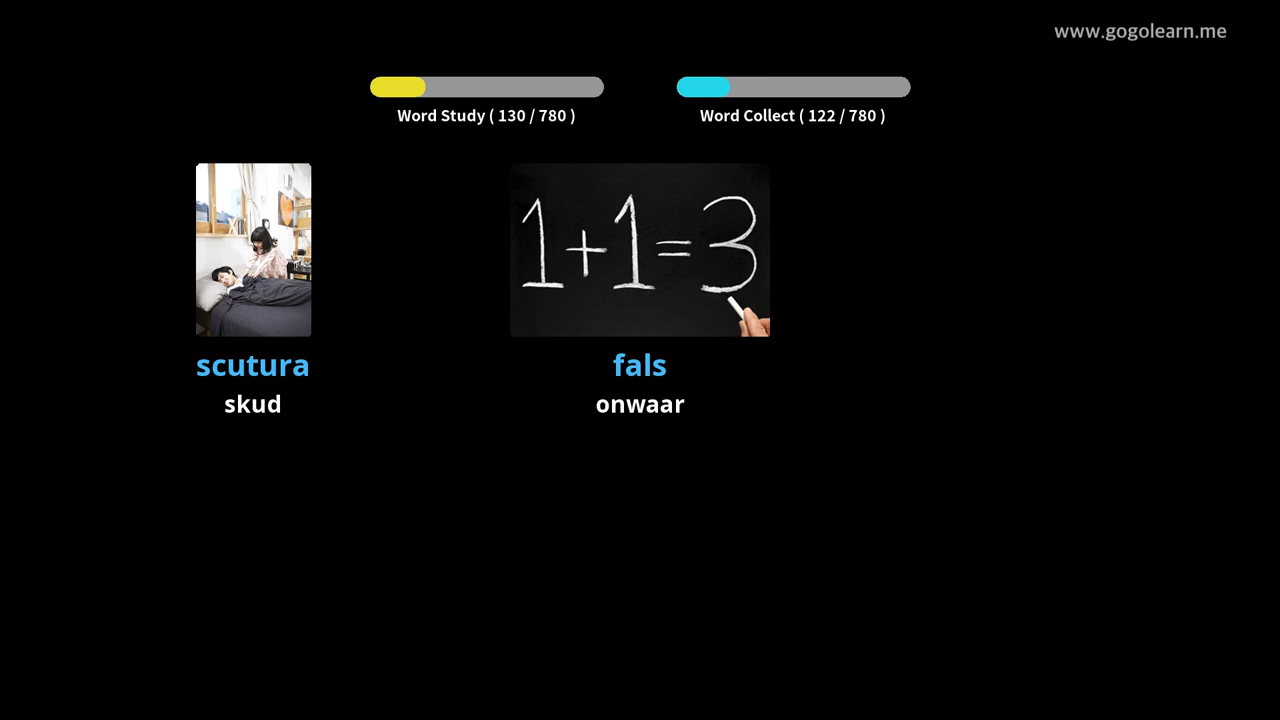 www.gogolearn.me
Word Study ( 130 / 780 )
Word Collect ( 122 / 780 )
1+1=3
scutura
fals
skud
onwaar